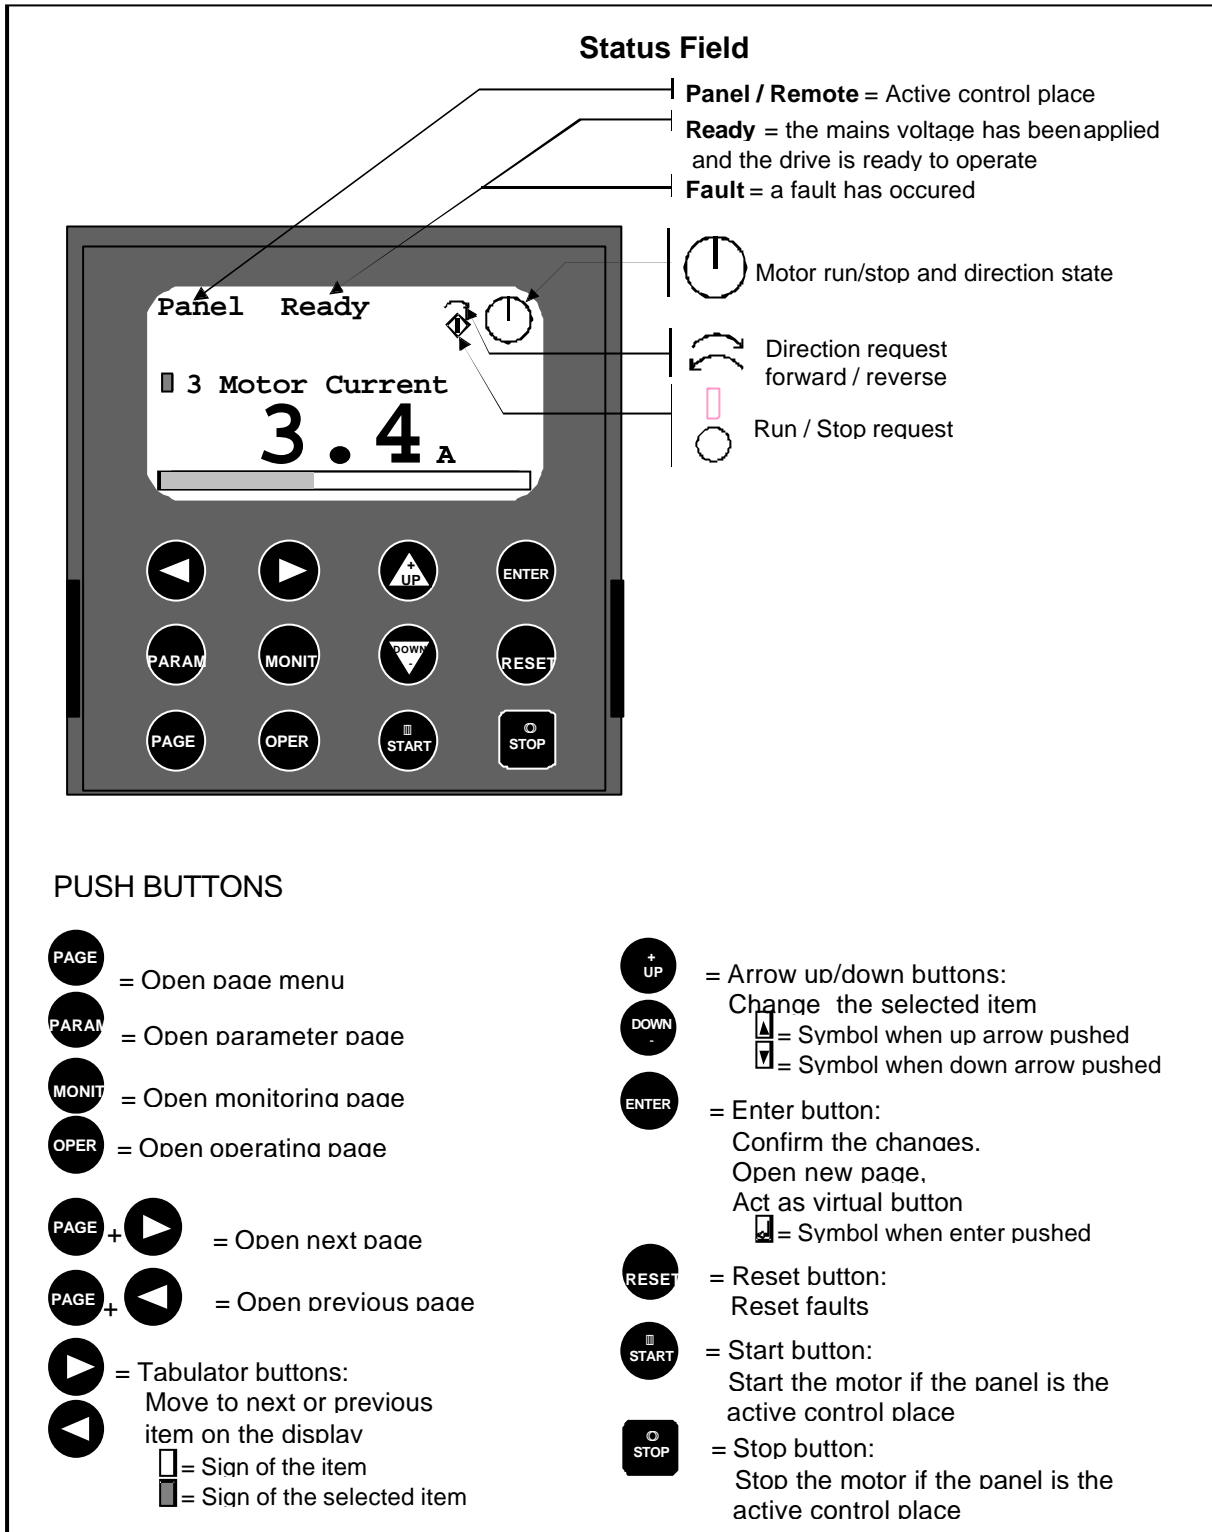 Status Field
Panel / Remote = Active control place
Ready = the mains voltage has beenapplied
and the drive is ready to operate
Fault = a fault has occured
Motor run/stop and direction state
Direction request
forward / reverse
Run / Stop request
Panel Ready
3 Motor Current
3.4 A
+
UP
ENTER
PARAM
MONIT
DOWN
-
RESET
PAGE
OPER
START
STOP
PUSH BUTTONS
PAGE = Open page menu
PARAM = Open parameter page
MONIT = Open monitoring page
OPER = Open operating page
PAGE + = Open next page
PAGE + = Open previous page
= Tabulator buttons:
Move to next or previous
item on the display
= Sign of the item
= Sign of the selected item
+
UP
= Arrow up/down buttons:
DOWN
-
Change the selected item
= Symbol when up arrow pushed
= Symbol when down arrow pushed
ENTER = Enter button:
Confirm the changes.
Open new page,
Act as virtual button
= Symbol when enter pushed
RESET = Reset button:
Reset faults
START = Start button:
Start the motor if the panel is the
active control place
STOP = Stop button:
Stop the motor if the panel is the
active control place